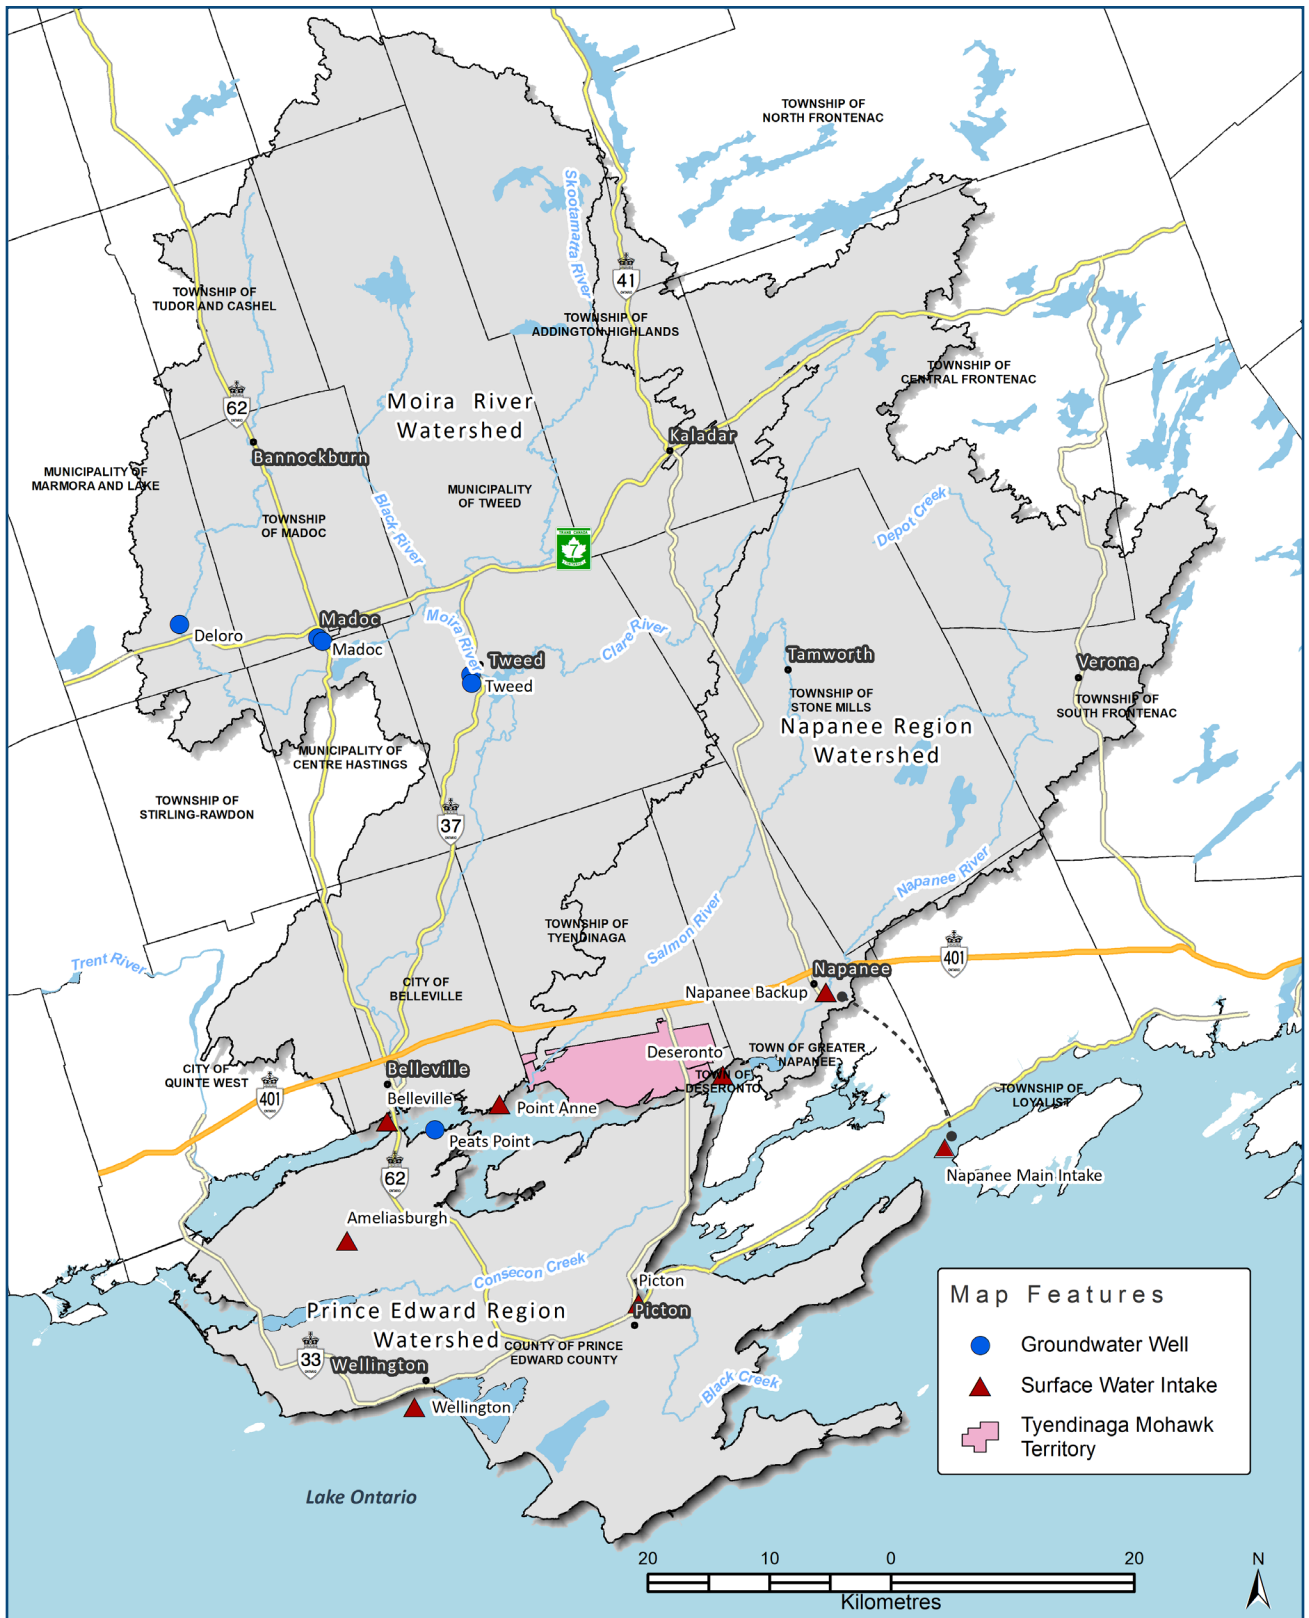 TOWNSHIP OF
NORTH FRONTENAC
Skootamatta River
41
ONTARIO
TOWNSHIP OF
TUDOR AND CASHEL
TOWNSHIP OF
ADDINGTON HIGHLANDS
TOWNSHIP OF
CENTRAL FRONTENAC
62
ONTARIO
Moira River
Watershed
Kaladar
Bannockburn
MUNICIPALITY OF
MARMORA AND LAKE
MUNICIPALITY
OF TWEED
TOWNSHIP
OF MADOC
Black River
Depot Creek
7
Deloro
Madoc
Madoc
Moira River
Clare River
Tweed
Tweed
Tamworth
Verona
TOWNSHIP OF
STONE MILLS
TOWNSHIP OF
SOUTH FRONTENAC
Napanee Region
Watershed
MUNICIPALITY OF
CENTRE HASTINGS
TOWNSHIP OF
STIRLING-RAWDON
37
ONTARIO
Napanee River
TOWNSHIP OF
TYENDINAGA
Salmon River
Trent River
401
ONTARIO
Napanee
Napanee Backup
CITY OF
BELLEVILLE
Deseronto
TOWN OF GREATER
NAPANEE
TOWN OF
DESERONTO
CITY OF
QUINTE WEST
401
ONTARIO
Belleville
Belleville
Point Anne
Peats Point
TOWNSHIP OF
LOYALIST
Napanee Main Intake
62
ONTARIO
Ameliasburgh
Consecon Creek
Picton
Picton
Prince Edward Region
Watershed
COUNTY OF PRINCE
EDWARD COUNTY
33
ONTARIO
Wellington
Wellington
Black Creek
Lake Ontario
Map Features
Groundwater Well
Surface Water Intake
Tyendinaga Mohawk
Territory
20 10 0 20
Kilometres
N